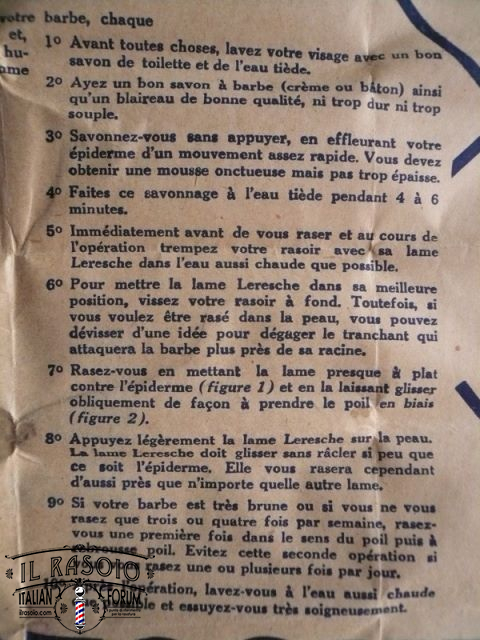 votre barbe, chaque
et,
hu-
1º Avant toutes choses, lavez votre visage avec un bon
savon de toilette et de l'eau tiède.
2º Ayez un bon savon à barbe (crème ou bâton) ainsi
qu'un blaireau de bonne qualité, ni trop dur ni trop
souple.
3º Savonnez-vous sans appuyer, en effleurant votre
épiderme d'un mouvement assez rapide. Vous devez
obtenir une mousse onctueuse mais pas trop épaisse.
4º Faites ce savonnage à l'eau tiède pendant 4 à 6
minutes.
5º Immédiatement avant de vous raser et au cours de
l'opération trempez votre rasoir avec sa lame
Leresche dans l'eau aussi chaude que possible.
6º Pour mettre la lame Leresche dans sa meilleure
position, vissez votre rasoir à fond. Toutefois, si
vous voulez être rasé dans la peau, vous pouvez
dévisser d'une idée pour dégager le tranchant qui
attaquera la barbe plus près de sa racine.
7º Rasez-vous en mettant la lame presque à plat
contre l'épiderme (figure 1) et en la laissant glisser
obliquement de façon à prendre le poil en biais
(figure 2).
8º Appuyez légèrement la lame Leresche sur la peau.
La lame Leresche doit glisser sans râcler si peu que
ce soit l'épiderme. Elle vous rasera cependant
d'aussi près que n'importe quelle autre lame.
9º Si votre barbe est très brune ou si vous ne vous
rasez que trois ou quatre fois par semaine, rasez-
vous une première fois dans le sens du poil puis à
rebrousse poil. Evitez cette seconde opération si
rasez une ou plusieurs fois par jour.
opération, lavez-vous à l'eau aussi chaude
et essuyez-vous très soigneusement.
IL RASOIO
ITALIAN FORUM
www.ilrasoio.com